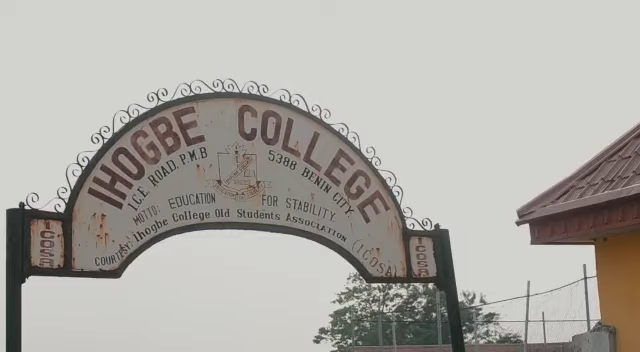 IHOGBE COLLEGE
I.C.E. ROAD, P.M.B 5388 BENIN CITY.
MOTTO: EDUCATION FOR STABILITY.
COURTESY: Ihogbe College Old Students Association (ICOSA)
ICOSA
ICOSA